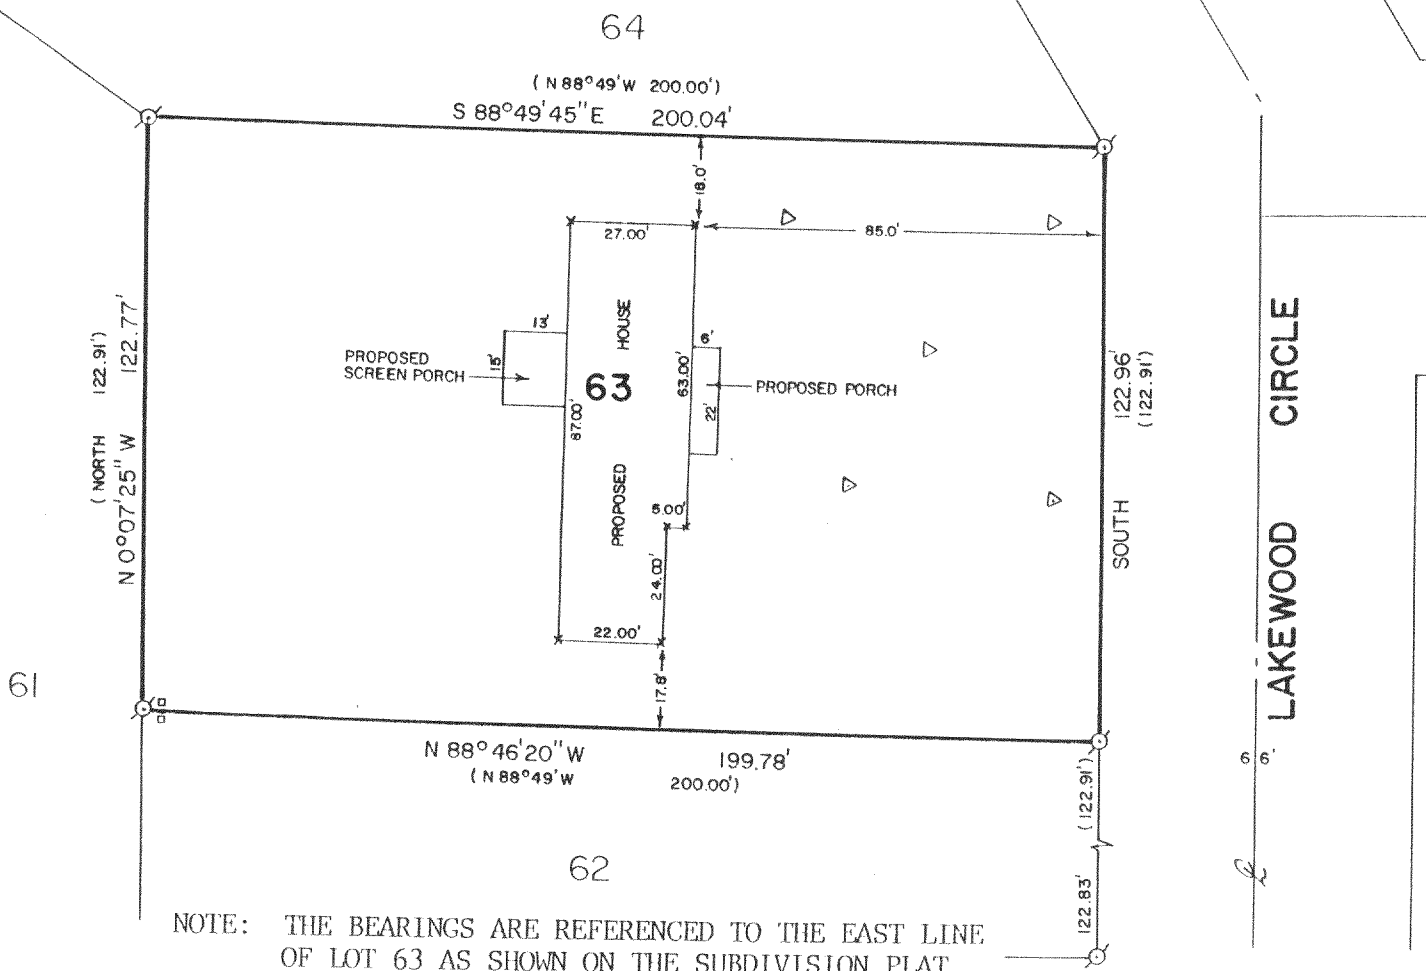 64
( N 88°49'W 200.00')
S 88°49'45"E 200.04'
18.0'
27.00'
85.0'
13'
15'
PROPOSED
SCREEN PORCH
HOUSE
63
PROPOSED
87.00'
63.00'
6'
22'
PROPOSED PORCH
5.00'
24.00'
22.00'
17.8'
( NORTH 122.91')
N 0°07'25" W 122.77'
122.96'
(122.91')
SOUTH
LAKEWOOD CIRCLE
61
N 88°46'20"W 199.78'
( N 88°49'W 200.00')
66'
(122.91')
122.83'
62
NOTE: THE BEARINGS ARE REFERENCED TO THE EAST LINE
OF LOT 63 AS SHOWN ON THE SUBDIVISION PLAT